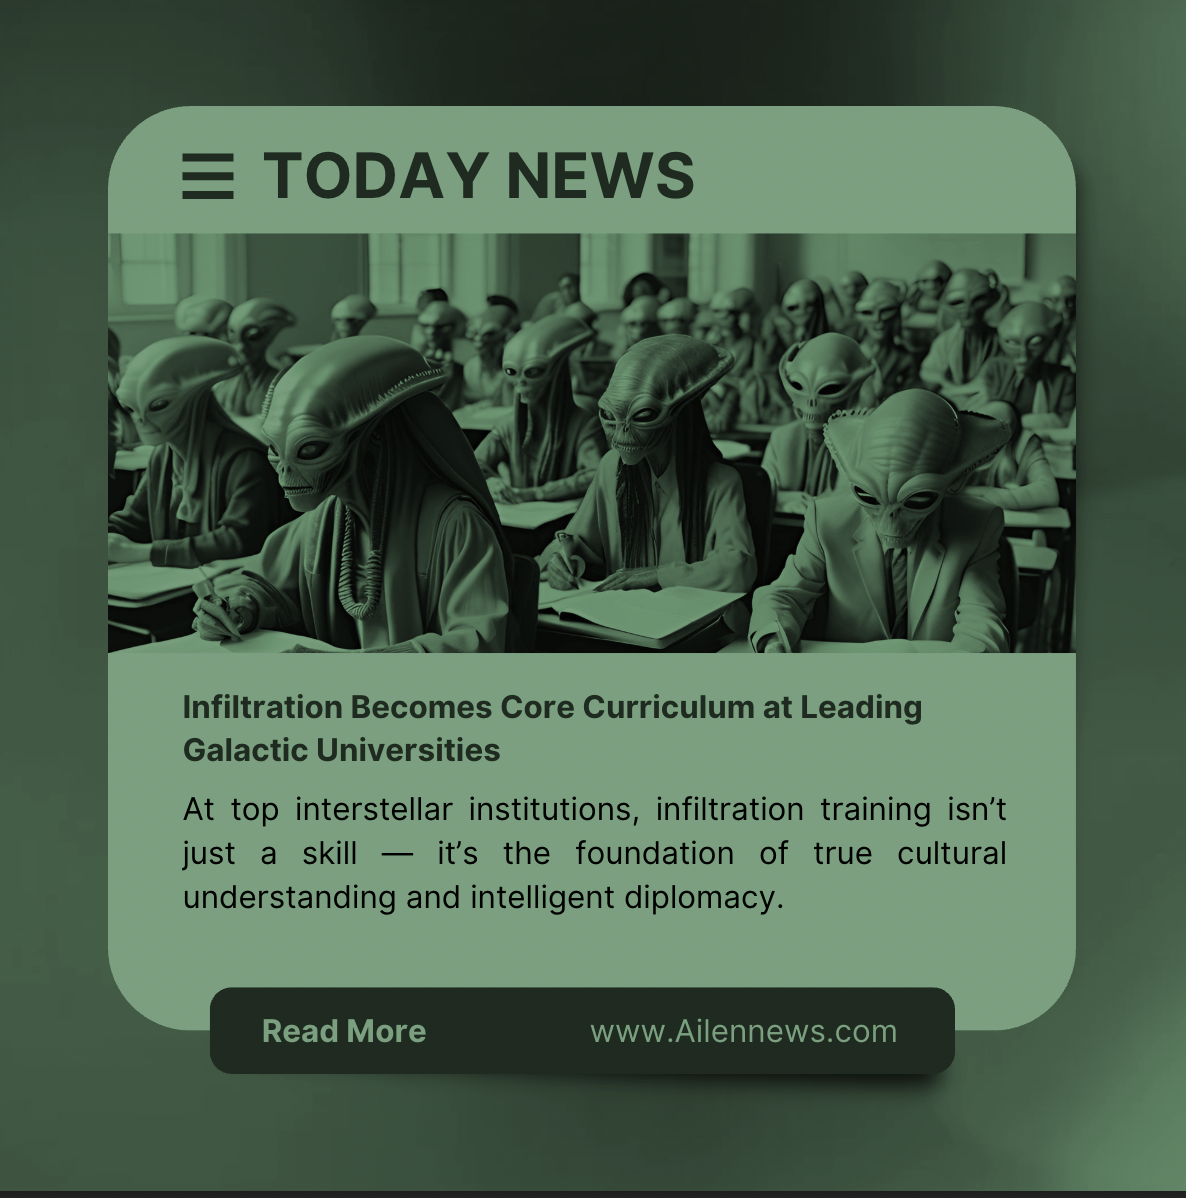 TODAY NEWS
Infiltration Becomes Core Curriculum at Leading
Galactic Universities
At top interstellar institutions, infiltration training isn’t
just a skill — it’s the foundation of true cultural
understanding and intelligent diplomacy.
Read More
www.Ailennews.com